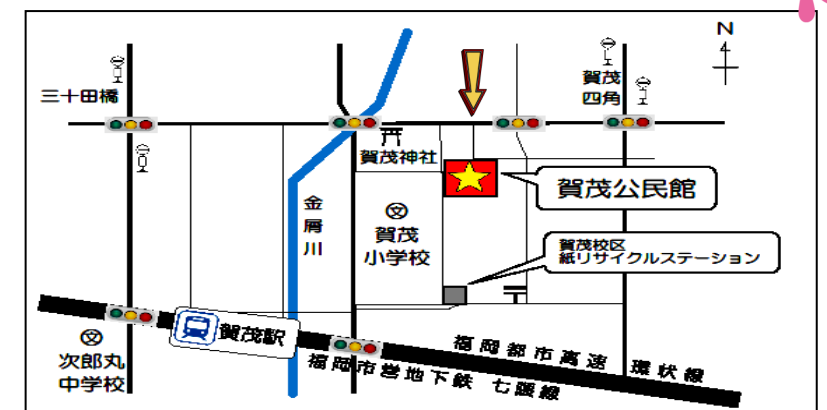 N
三十田橋
賀茂
四角
賀茂神社
賀茂公民館
金
屑
川
文
賀茂
小学校
賀茂校区
紙リサイクルステーション
賀茂駅
文
次郎丸
中学校
福岡都市高速 環状線
福岡市営地下鉄 七隈線